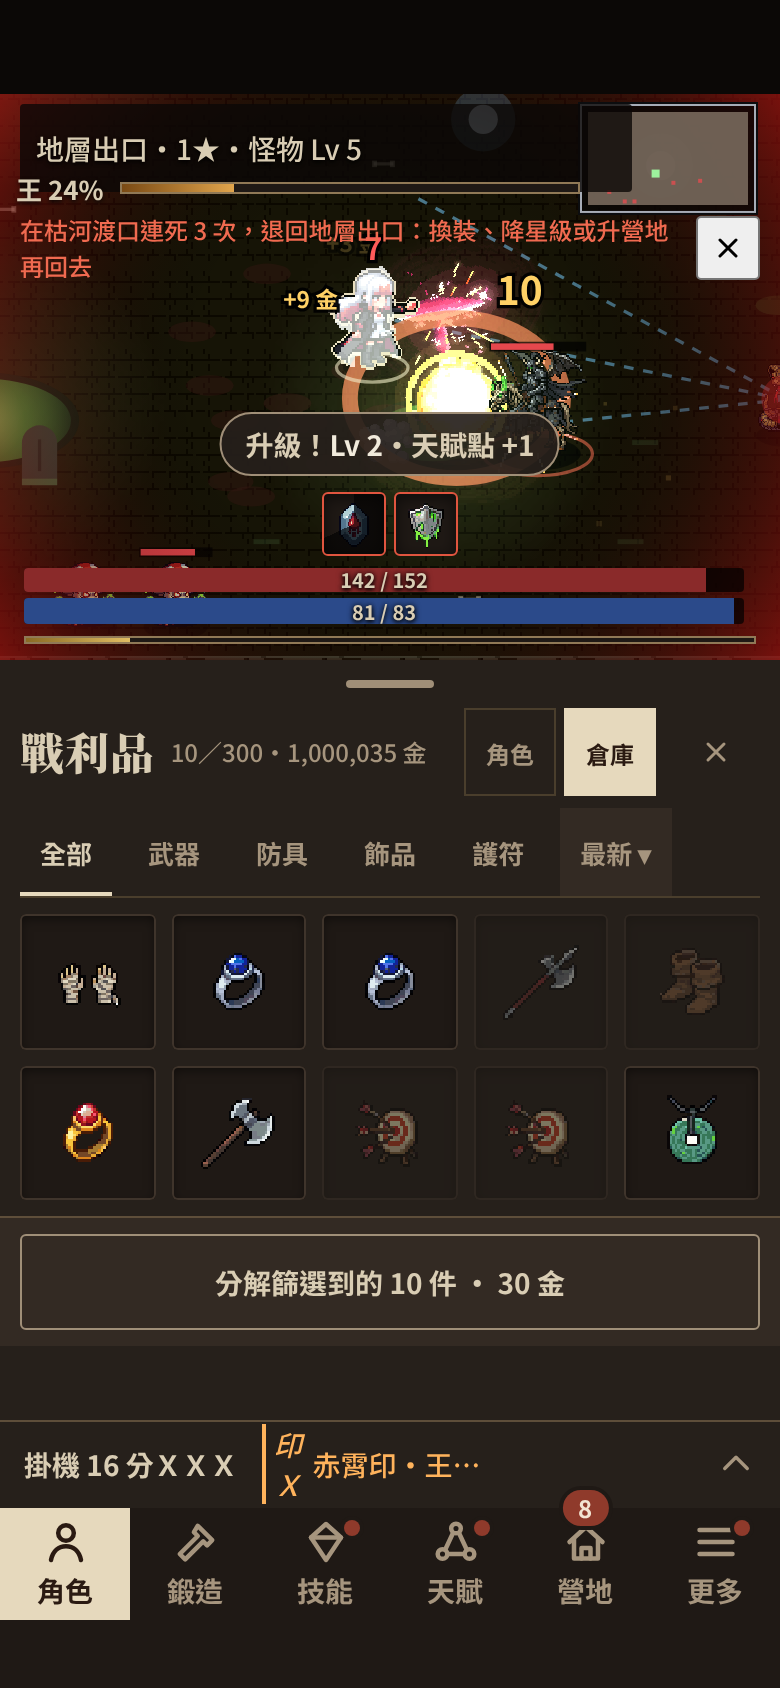 地層出口・1★・怪物 Lv 5
王 24%
在枯河渡口連死 3 次，退回地層出口：換裝、降星級或升營地
再回去
7
+9 金
10
升級！Lv 2・天賦點 +1
142 / 152
81 / 83
戰利品
10／300・1,000,035 金
角色
倉庫
全部
武器
防具
飾品
護符
最新 ▾
分解篩選到的 10 件 ・ 30 金
掛機 16 分ＸＸＸ
印
X
赤霄印・王…
8
角色
鍛造
技能
天賦
營地
更多